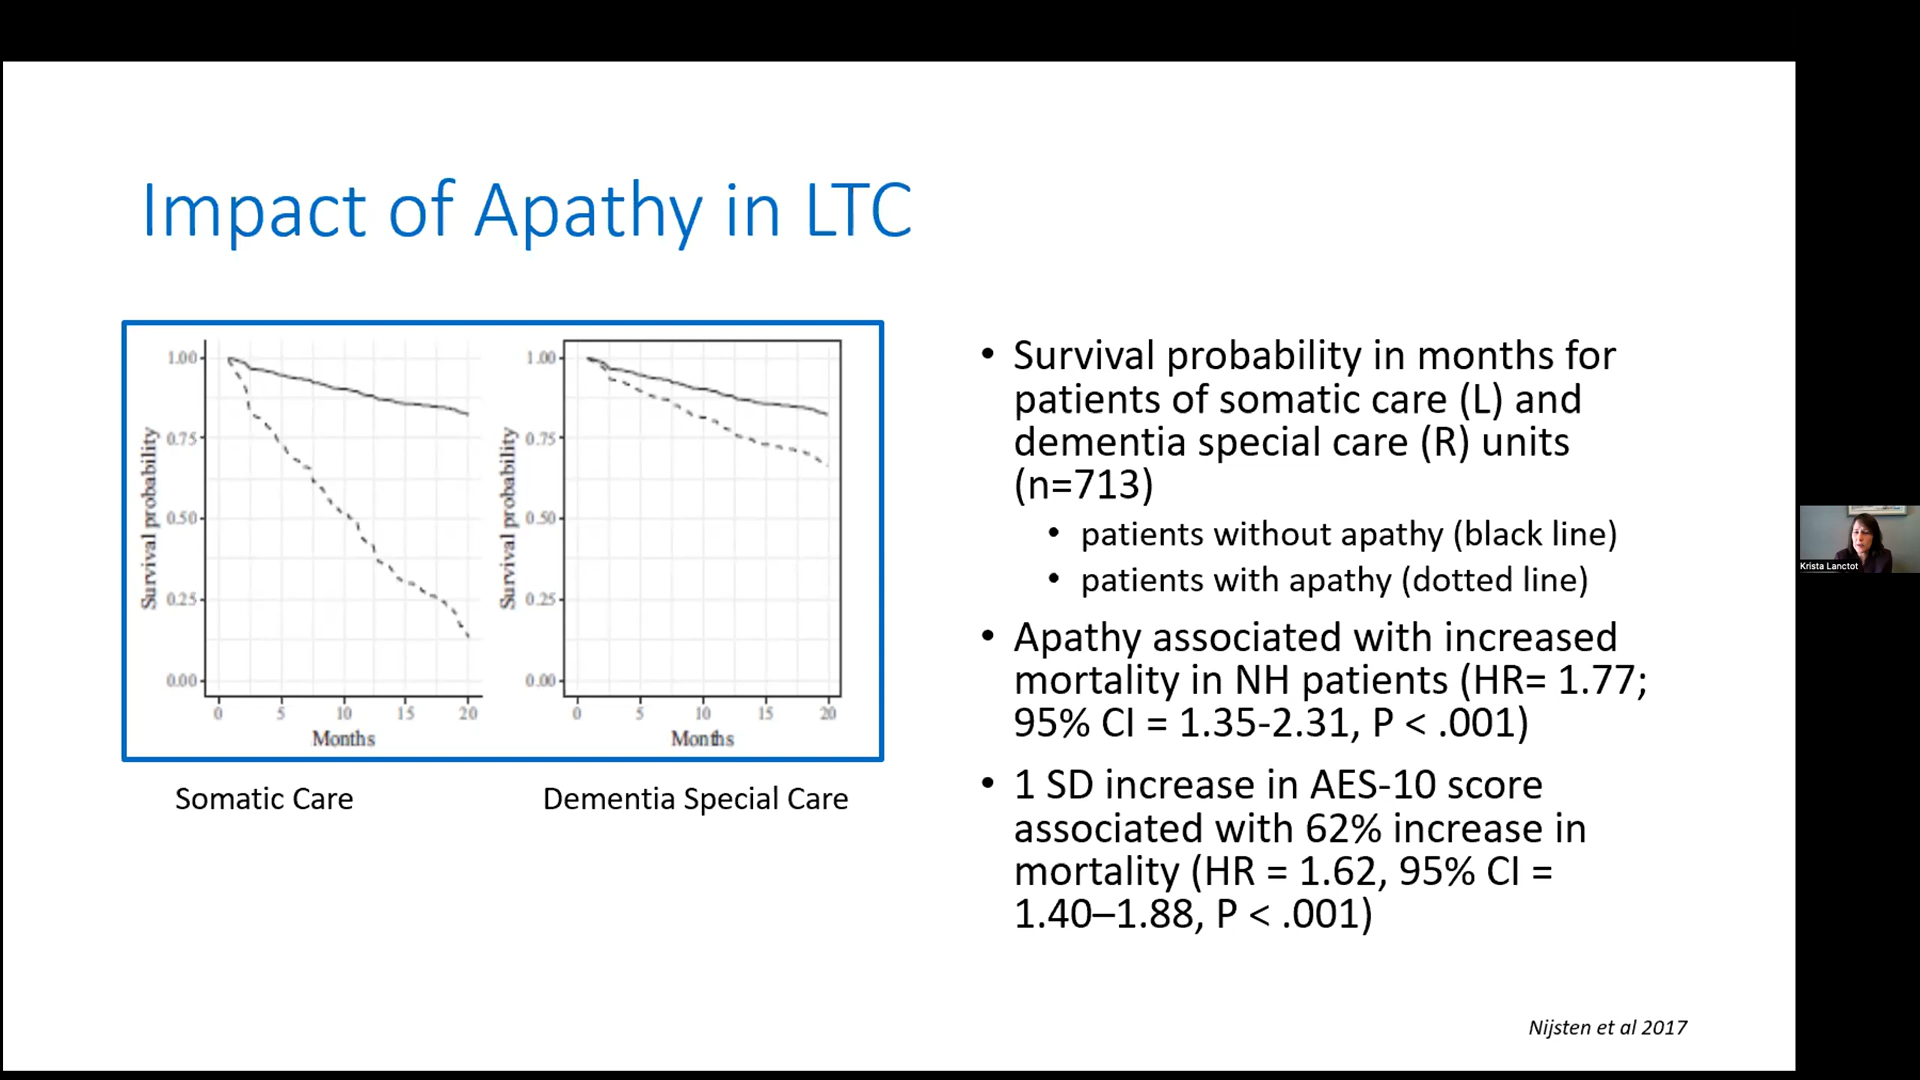 Impact of Apathy in LTC
1.00
0.75
0.50
0.25
0.00
Survival probability
0 5 10 15 20
Months
1.00
0.75
0.50
0.25
0.00
Survival probability
0 5 10 15 20
Months
Somatic Care
Dementia Special Care
• Survival probability in months for
patients of somatic care (L) and
dementia special care (R) units
(n=713)
• patients without apathy (black line)
• patients with apathy (dotted line)
• Apathy associated with increased
mortality in NH patients (HR= 1.77;
95% CI = 1.35-2.31, P < .001)
• 1 SD increase in AES-10 score
associated with 62% increase in
mortality (HR = 1.62, 95% CI =
1.40–1.88, P < .001)
Nijsten et al 2017
Krista Lanctot